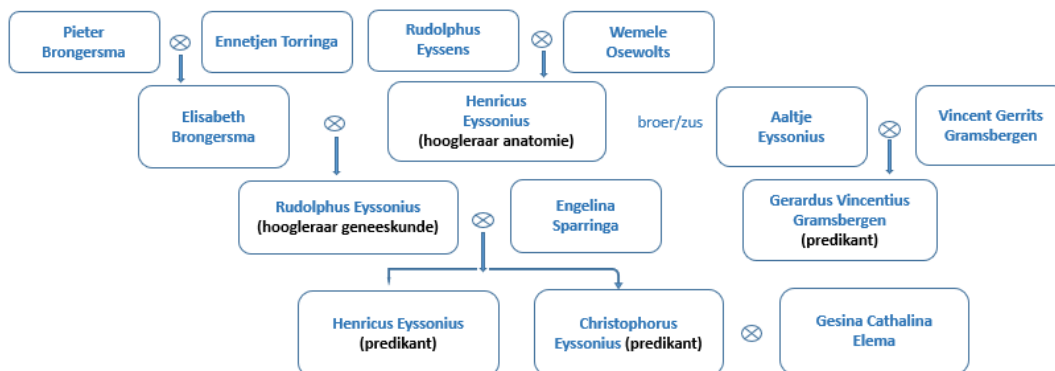 Pieter
Brongersma
Ennetjen Torringa
Rudolphus
Eyssens
Wemele
Osewolts
Elisabeth
Brongersma
Henricus
Eyssonius
(hoogleraar anatomie)
broer/zus
Aaltje
Eyssonius
Vincent Gerrits
Gramsbergen
Rudolphus Eyssonius
(hoogleraar geneeskunde)
Engelina
Sparringa
Gerardus Vincentius
Gramsbergen
(predikant)
Henricus Eyssonius
(predikant)
Christophorus
Eyssonius (predikant)
Gesina Cathalina
Elema